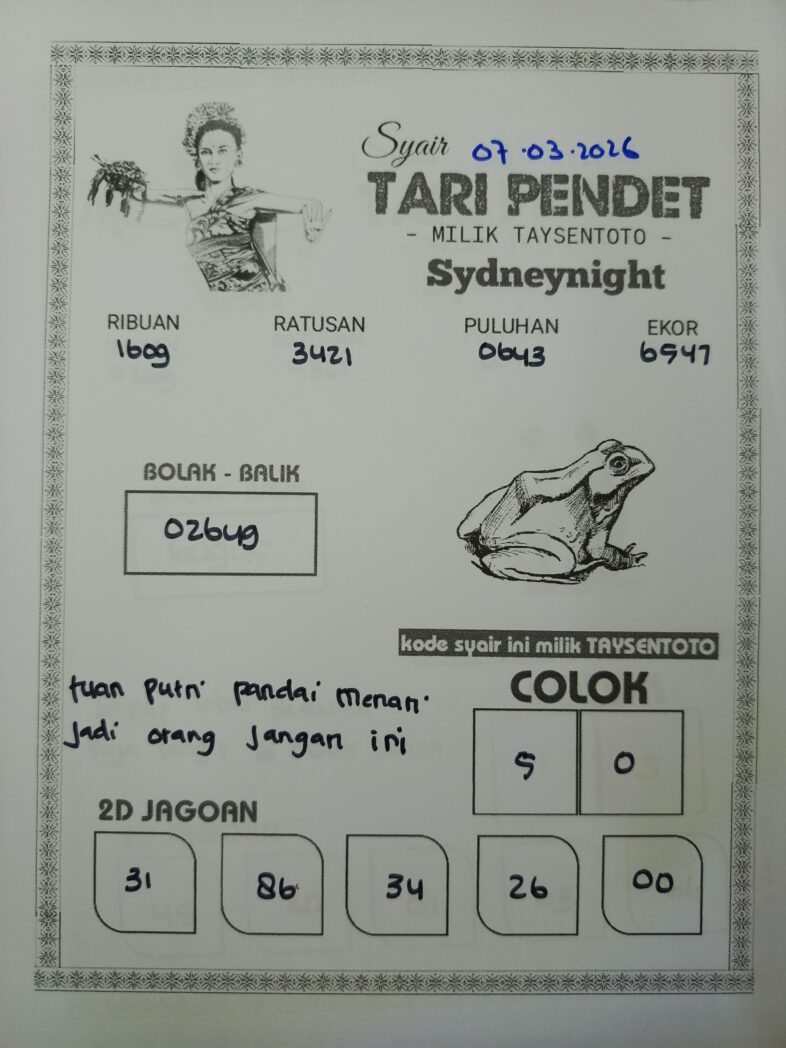 Syair 07.03.2026
TARI PENDET
- MILIK TAYSENTOTO -
Sydneynight
RIBUAN RATUSAN PULUHAN EKOR
1609 3421 0643 6547
BOLAK - BALIK
02649
kode syair ini milik TAYSENTOTO
tuan putri pandai menari
Jadi orang Jangan iri
COLOK
5 0
2D JAGOAN
31 86 34 26 00